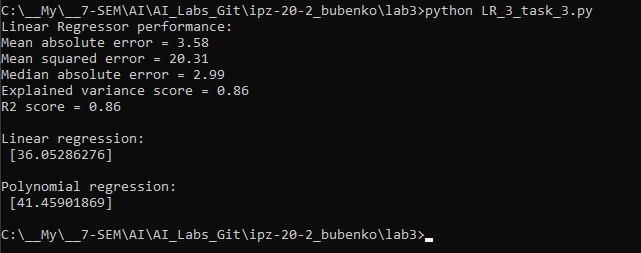 C:\__My\__7-SEM\AI\AI_Labs_Git\ipz-20-2_bubenko\lab3>python LR_3_task_3.py
Linear Regressor performance:
Mean absolute error = 3.58
Mean squared error = 20.31
Median absolute error = 2.99
Explained variance score = 0.86
R2 score = 0.86
Linear regression:
[36.05286276]
Polynomial regression:
[41.45901869]
C:\__My\__7-SEM\AI\AI_Labs_Git\ipz-20-2_bubenko\lab3>